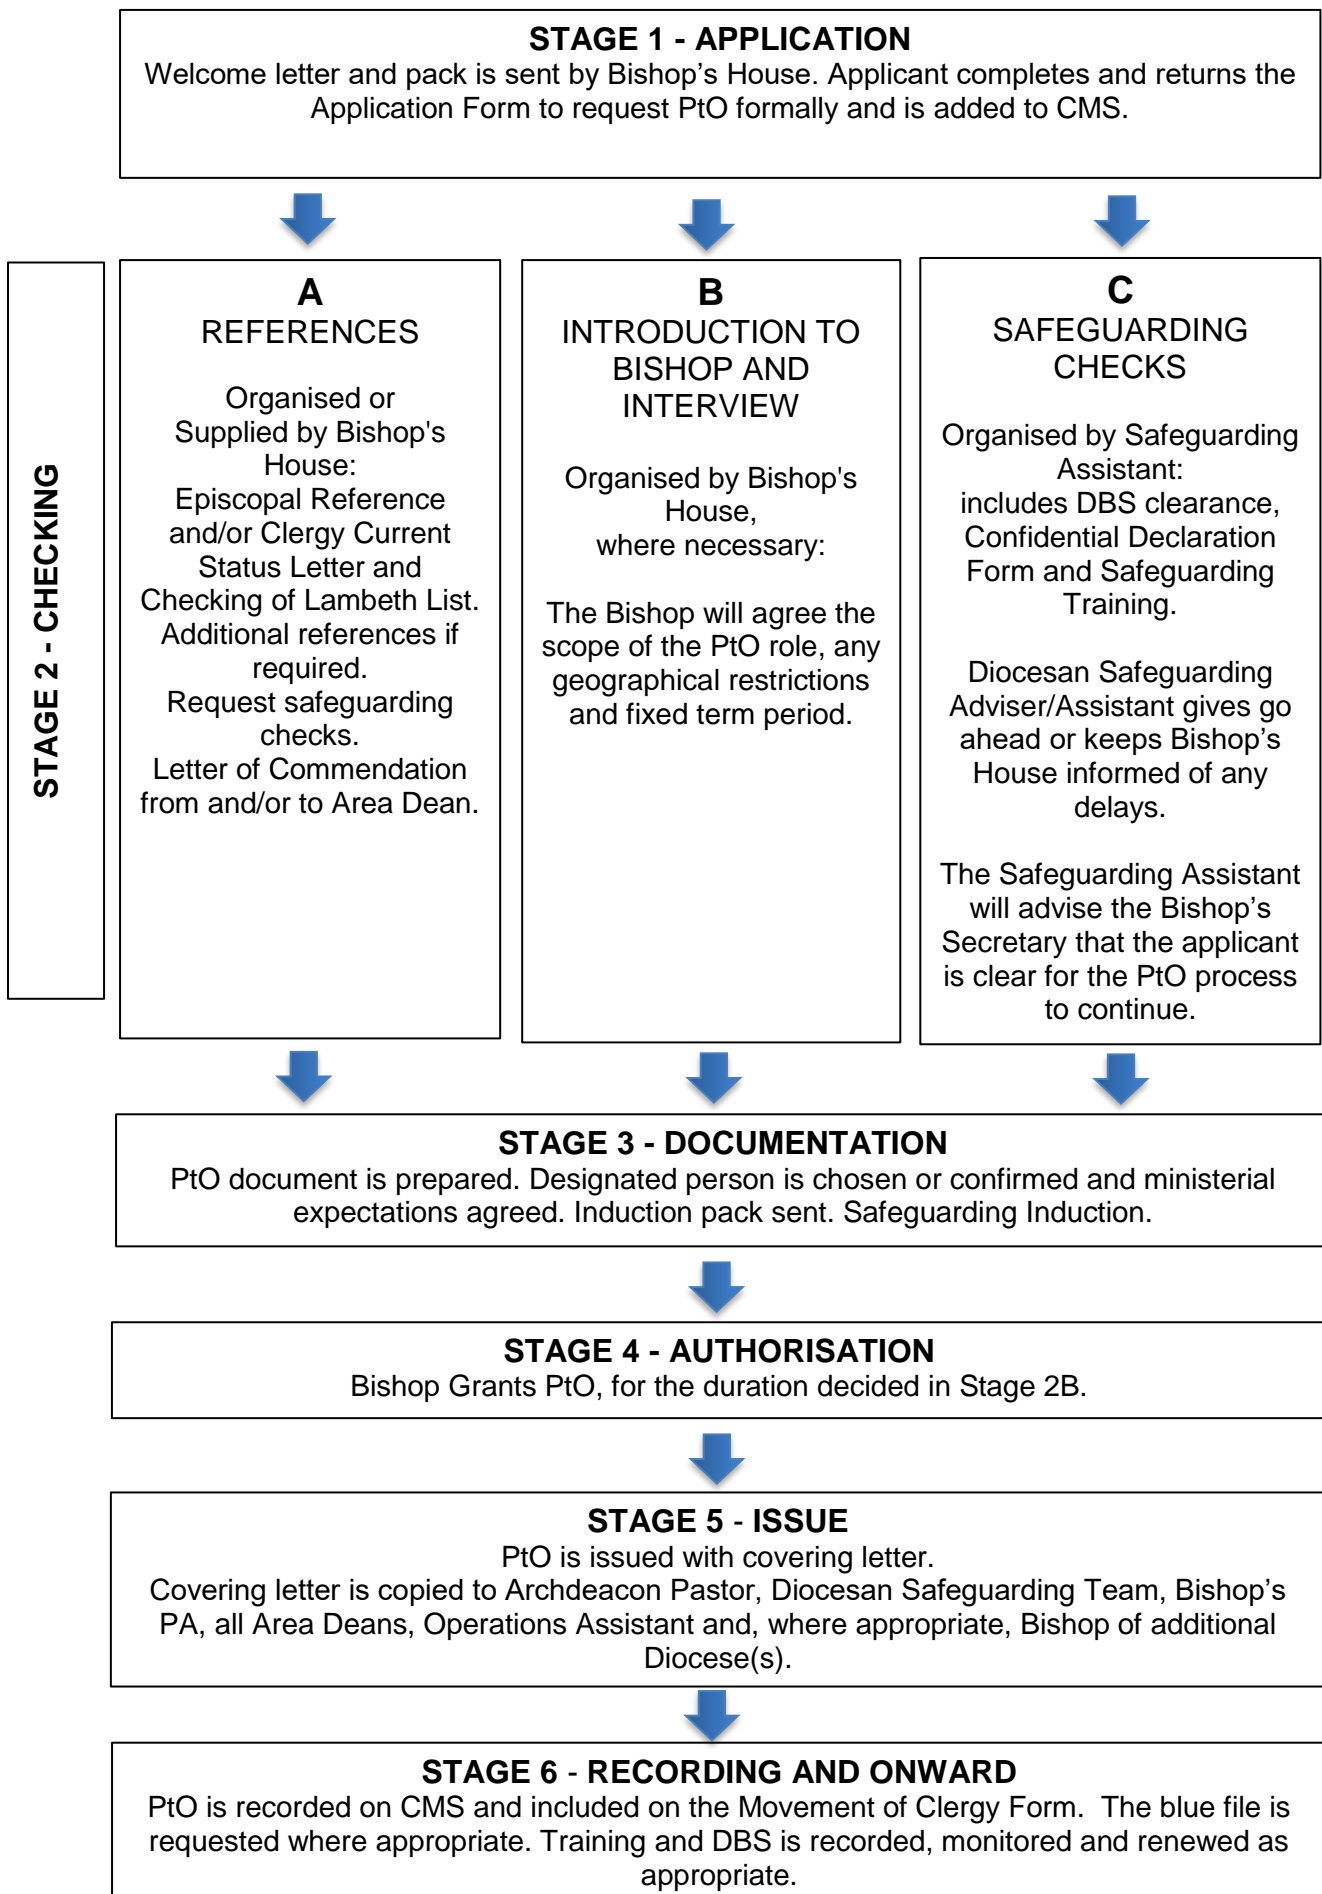 STAGE 1 - APPLICATION
Welcome letter and pack is sent by Bishop’s House. Applicant completes and returns the
Application Form to request PtO formally and is added to CMS.
STAGE 2 - CHECKING
A
REFERENCES
Organised or
Supplied by Bishop's
House:
Episcopal Reference
and/or Clergy Current
Status Letter and
Checking of Lambeth List.
Additional references if
required.
Request safeguarding
checks.
Letter of Commendation
from and/or to Area Dean.
B
INTRODUCTION TO
BISHOP AND
INTERVIEW
Organised by Bishop's
House,
where necessary:
The Bishop will agree the
scope of the PtO role, any
geographical restrictions
and fixed term period.
C
SAFEGUARDING
CHECKS
Organised by Safeguarding
Assistant:
includes DBS clearance,
Confidential Declaration
Form and Safeguarding
Training.
Diocesan Safeguarding
Adviser/Assistant gives go
ahead or keeps Bishop’s
House informed of any
delays.
The Safeguarding Assistant
will advise the Bishop’s
Secretary that the applicant
is clear for the PtO process
to continue.
STAGE 3 - DOCUMENTATION
PtO document is prepared. Designated person is chosen or confirmed and ministerial
expectations agreed. Induction pack sent. Safeguarding Induction.
STAGE 4 - AUTHORISATION
Bishop Grants PtO, for the duration decided in Stage 2B.
STAGE 5 - ISSUE
PtO is issued with covering letter.
Covering letter is copied to Archdeacon Pastor, Diocesan Safeguarding Team, Bishop’s
PA, all Area Deans, Operations Assistant and, where appropriate, Bishop of additional
Diocese(s).
STAGE 6 - RECORDING AND ONWARD
PtO is recorded on CMS and included on the Movement of Clergy Form. The blue file is
requested where appropriate. Training and DBS is recorded, monitored and renewed as
appropriate.